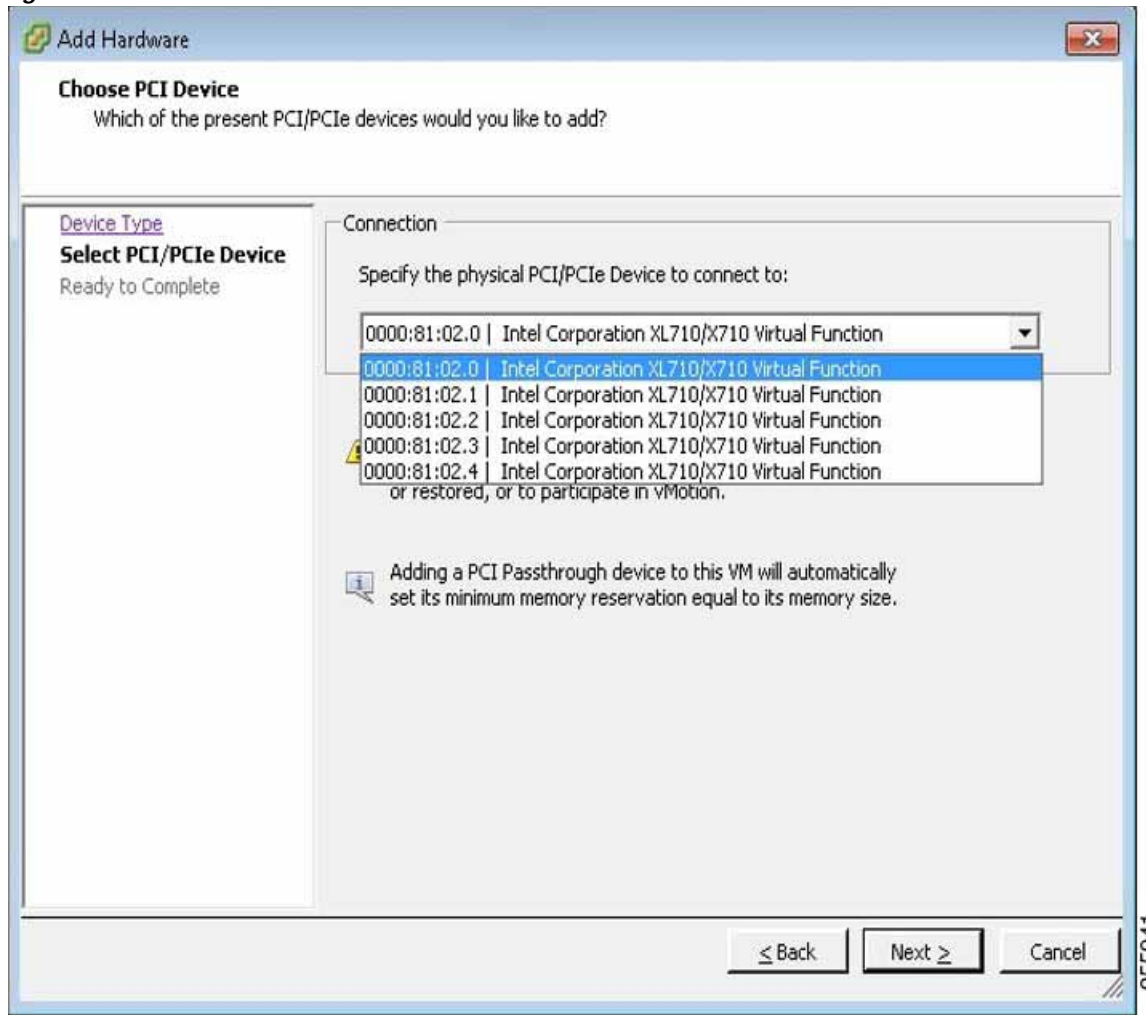 Add Hardware
Choose PCI Device
Which of the present PCI/PCIe devices would you like to add?
Device Type
Select PCI/PCIe Device
Ready to Complete
Connection
Specify the physical PCI/PCIe Device to connect to:
0000:81:02.0 | Intel Corporation XL710/X710 Virtual Function
0000:81:02.0 | Intel Corporation XL710/X710 Virtual Function
0000:81:02.1 | Intel Corporation XL710/X710 Virtual Function
0000:81:02.2 | Intel Corporation XL710/X710 Virtual Function
0000:81:02.3 | Intel Corporation XL710/X710 Virtual Function
0000:81:02.4 | Intel Corporation XL710/X710 Virtual Function
or restored, or to participate in vMotion.
Adding a PCI Passthrough device to this VM will automatically
set its minimum memory reservation equal to its memory size.
< Back
Next >
Cancel